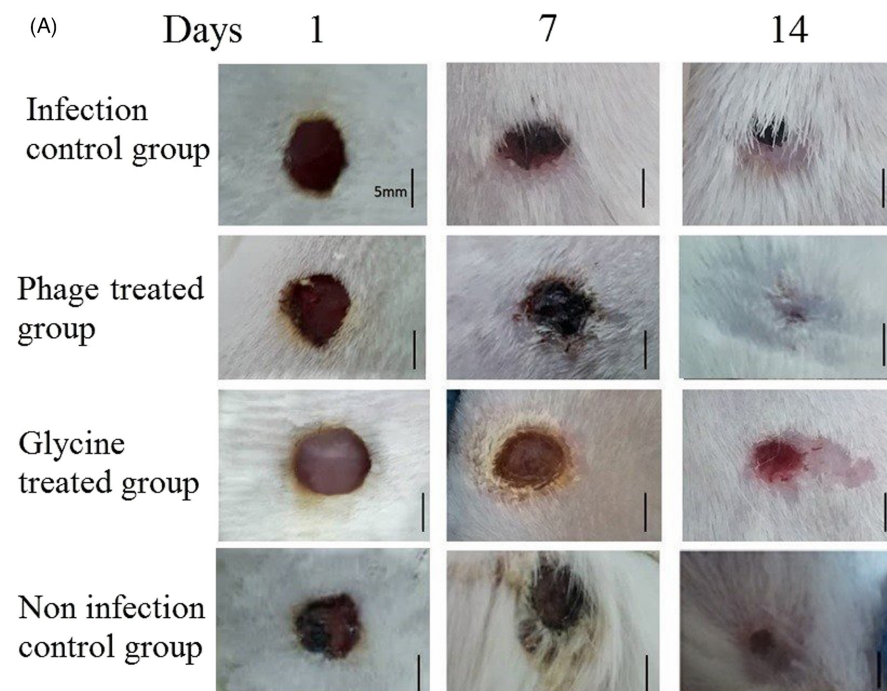 (A)
Days 1 7 14
Infection
control group
5mm
Phage treated
group
Glycine
treated group
Non infection
control group